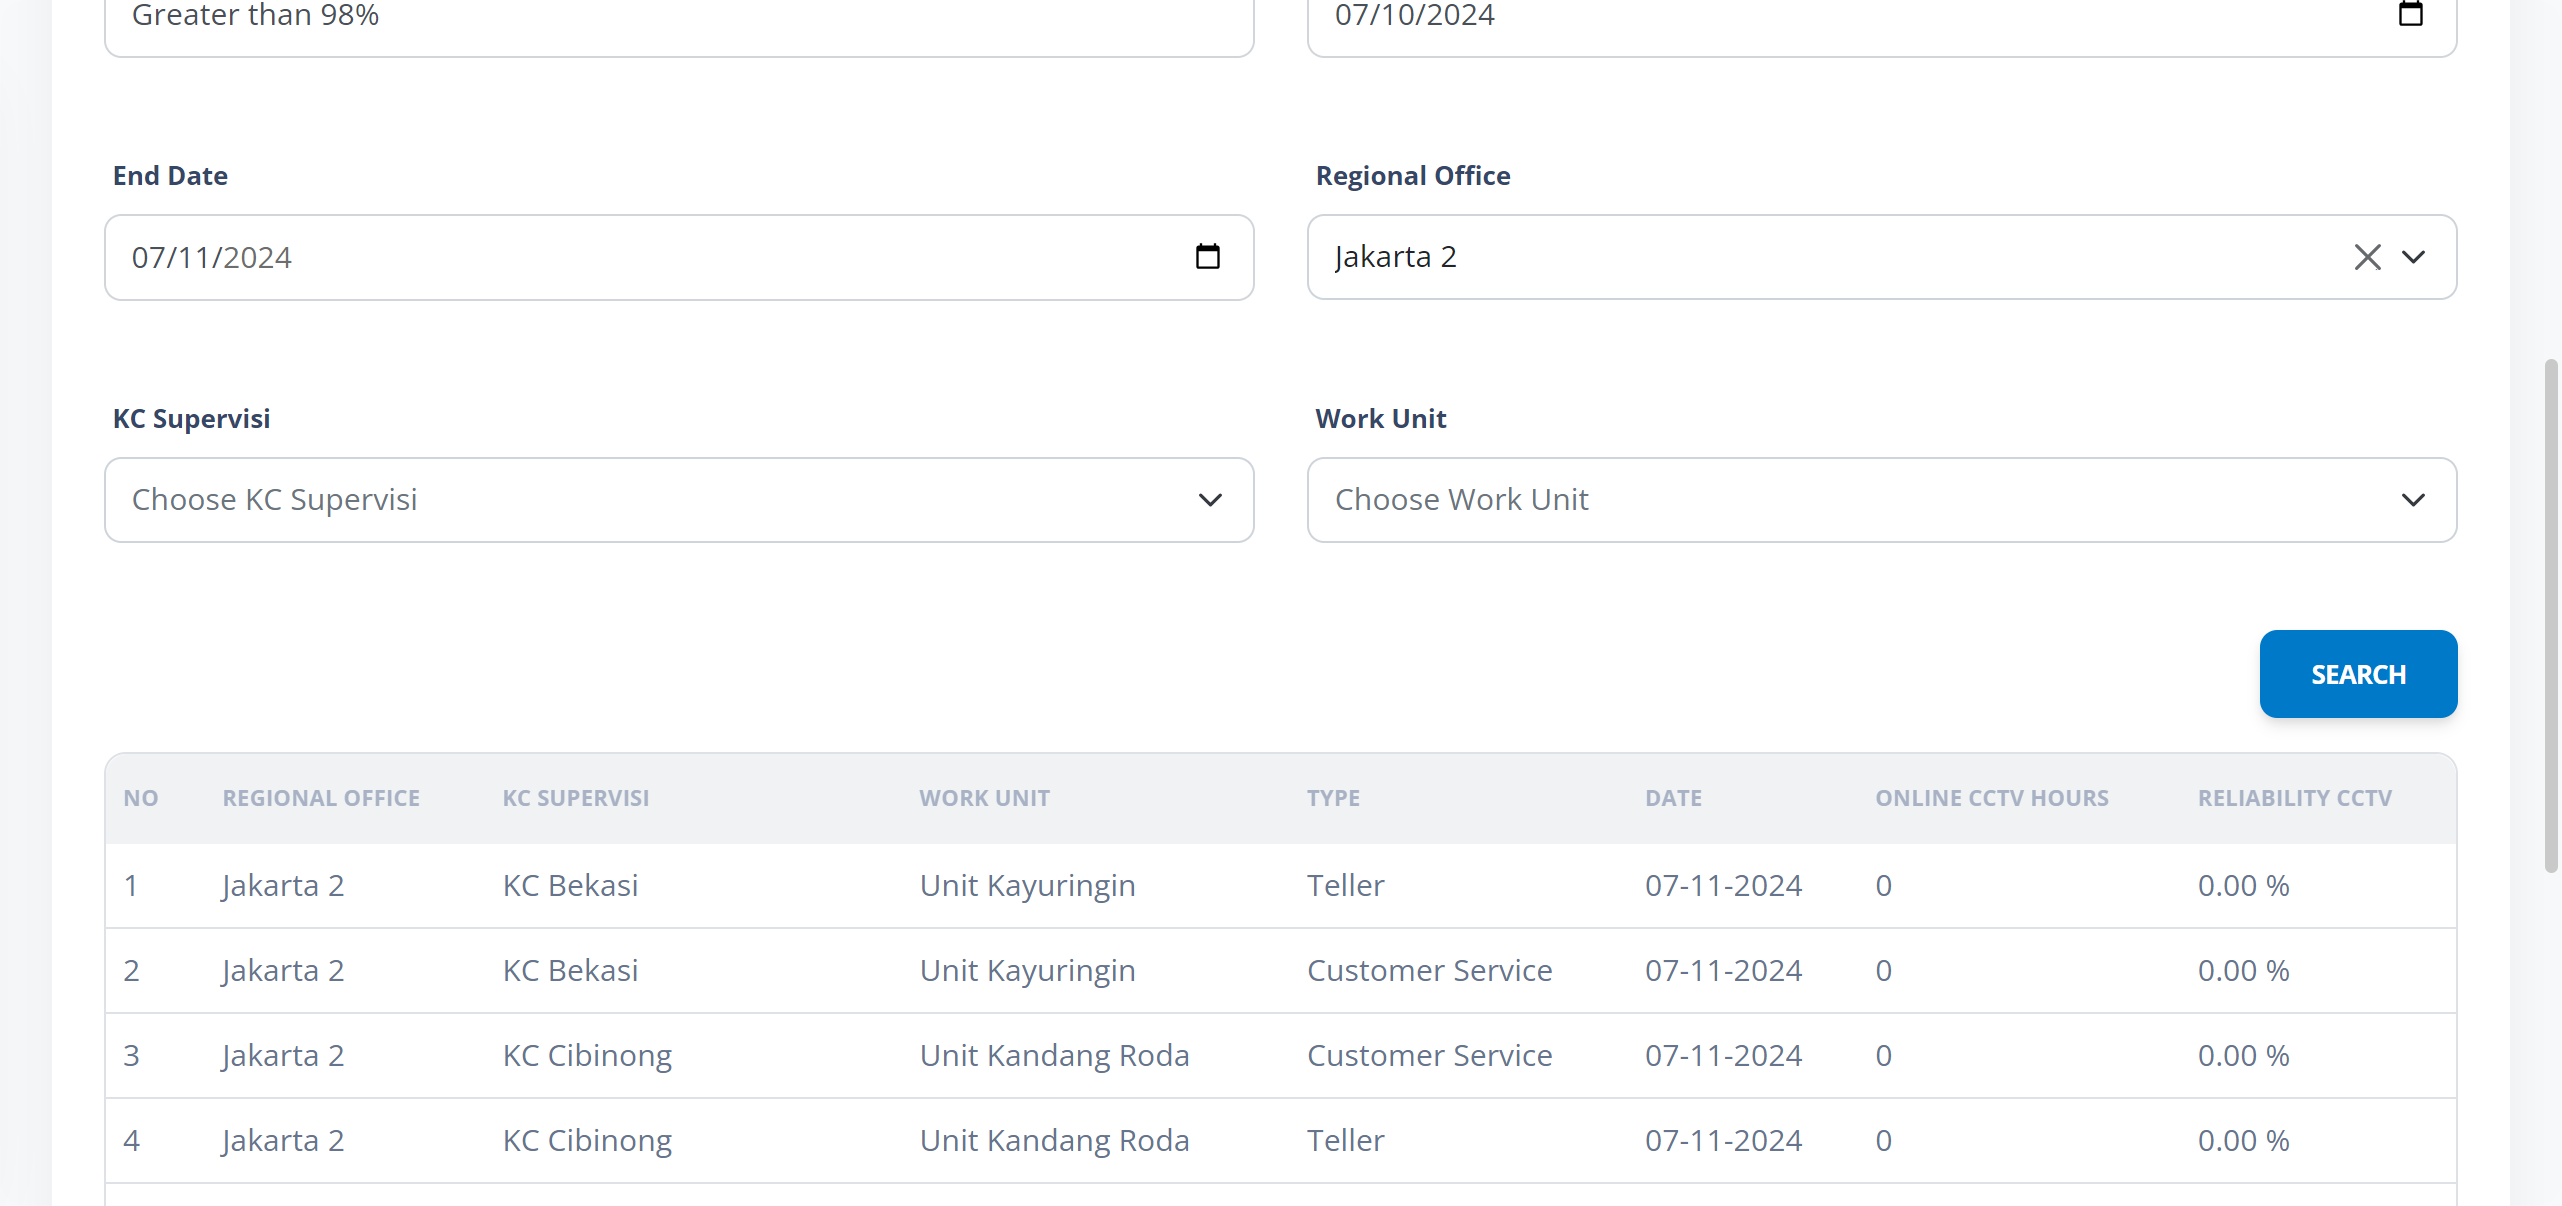 Greater than 98%
07/10/2024
End Date
Regional Office
07/11/2024
Jakarta 2
KC Supervisi
Work Unit
Choose KC Supervisi
Choose Work Unit
SEARCH
NO REGIONAL OFFICE KC SUPERVISI WORK UNIT TYPE DATE ONLINE CCTV HOURS RELIABILITY CCTV
1 Jakarta 2 KC Bekasi Unit Kayuringin Teller 07-11-2024 0 0.00 %
2 Jakarta 2 KC Bekasi Unit Kayuringin Customer Service 07-11-2024 0 0.00 %
3 Jakarta 2 KC Cibinong Unit Kandang Roda Customer Service 07-11-2024 0 0.00 %
4 Jakarta 2 KC Cibinong Unit Kandang Roda Teller 07-11-2024 0 0.00 %